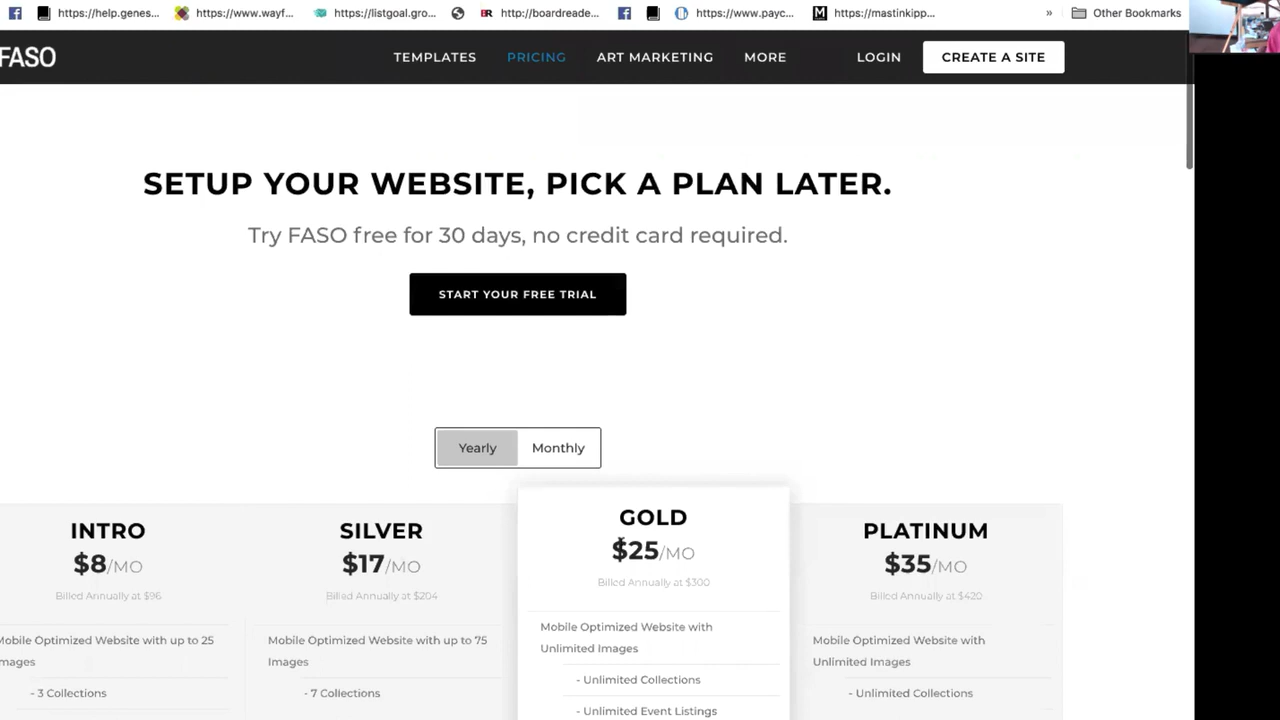 https://help.genes... https://www.wayf... https://listgoal.gro... BR http://boardreade... https://www.payc... M https://mastinkipp... » Other Bookmarks
FASO TEMPLATES PRICING ART MARKETING MORE LOGIN CREATE A SITE
SETUP YOUR WEBSITE, PICK A PLAN LATER.
Try FASO free for 30 days, no credit card required.
START YOUR FREE TRIAL
Yearly Monthly
INTRO
$8/MO
Billed Annually at $96
Mobile Optimized Website with up to 25
mages
- 3 Collections
SILVER
$17/MO
Billed Annually at $204
Mobile Optimized Website with up to 75
Images
- 7 Collections
GOLD
$25/MO
Billed Annually at $300
Mobile Optimized Website with
Unlimited Images
- Unlimited Collections
- Unlimited Event Listings
PLATINUM
$35/MO
Billed Annually at $420
Mobile Optimized Website with
Unlimited Images
- Unlimited Collections